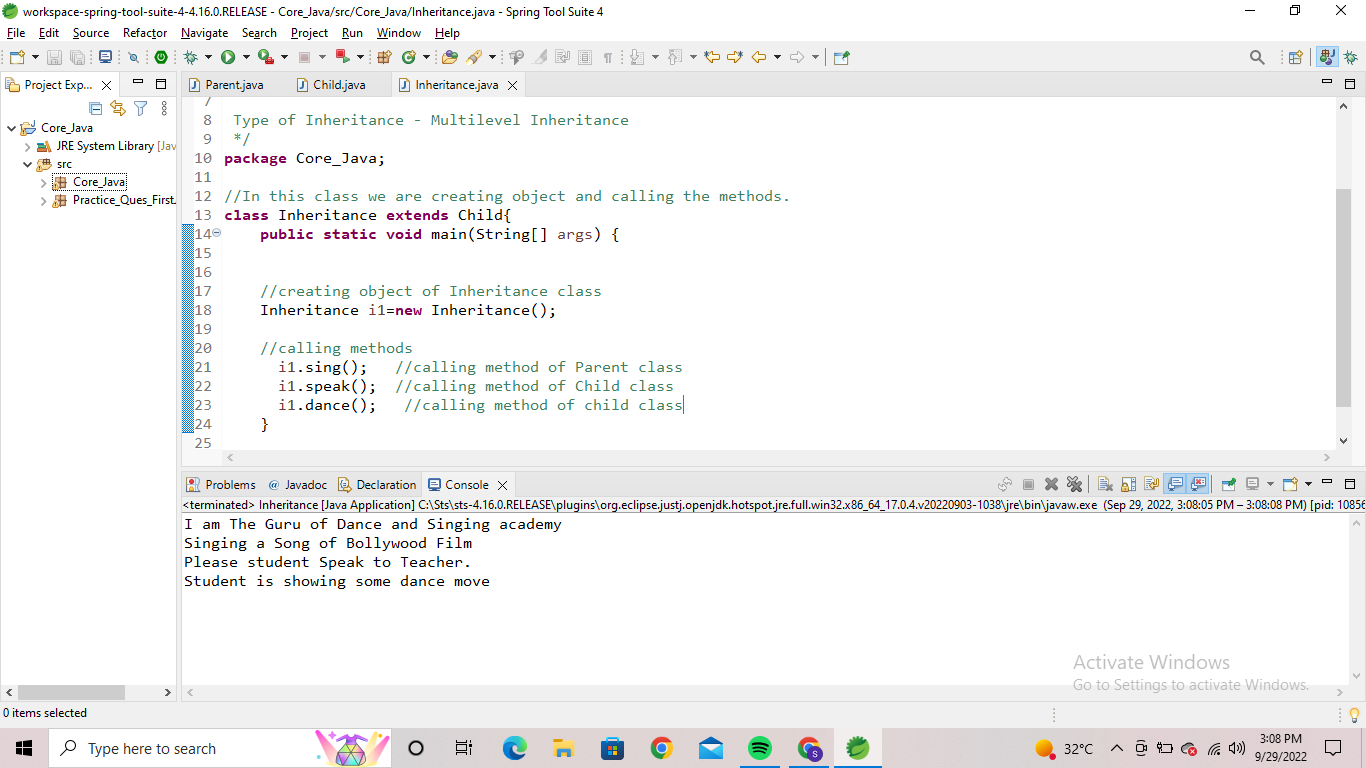 workspace-spring-tool-suite-4-4.16.0.RELEASE - Core_Java/src/Core_Java/Inheritance.java - Spring Tool Suite 4
File Edit Source Refactor Navigate Search Project Run Window Help
Project Exp...
Parent.java Child.java Inheritance.java
Core_Java
JRE System Library [Jav
src
Core_Java
Practice_Ques_First.
7
8 Type of Inheritance - Multilevel Inheritance
9 */
10 package Core_Java;
11
12 //In this class we are creating object and calling the methods.
13 class Inheritance extends Child{
14 public static void main(String[] args) {
15
16
17 //creating object of Inheritance class
18 Inheritance i1=new Inheritance();
19
20 //calling methods
21 i1.sing(); //calling method of Parent class
22 i1.speak(); //calling method of Child class
23 i1.dance(); //calling method of child class
24 }
25
Problems @ Javadoc Declaration Console
<terminated> Inheritance [Java Application] C:\Sts\sts-4.16.0.RELEASE\plugins\org.eclipse.justj.openjdk.hotspot.jre.full.win32.x86_64_17.0.4.v20220903-1038\jre\bin\javaw.exe (Sep 29, 2022, 3:08:05 PM – 3:08:08 PM) [pid: 10856
I am The Guru of Dance and Singing academy
Singing a Song of Bollywood Film
Please student Speak to Teacher.
Student is showing some dance move
Activate Windows
Go to Settings to activate Windows.
0 items selected
Type here to search
S
32°C
3:08 PM
9/29/2022